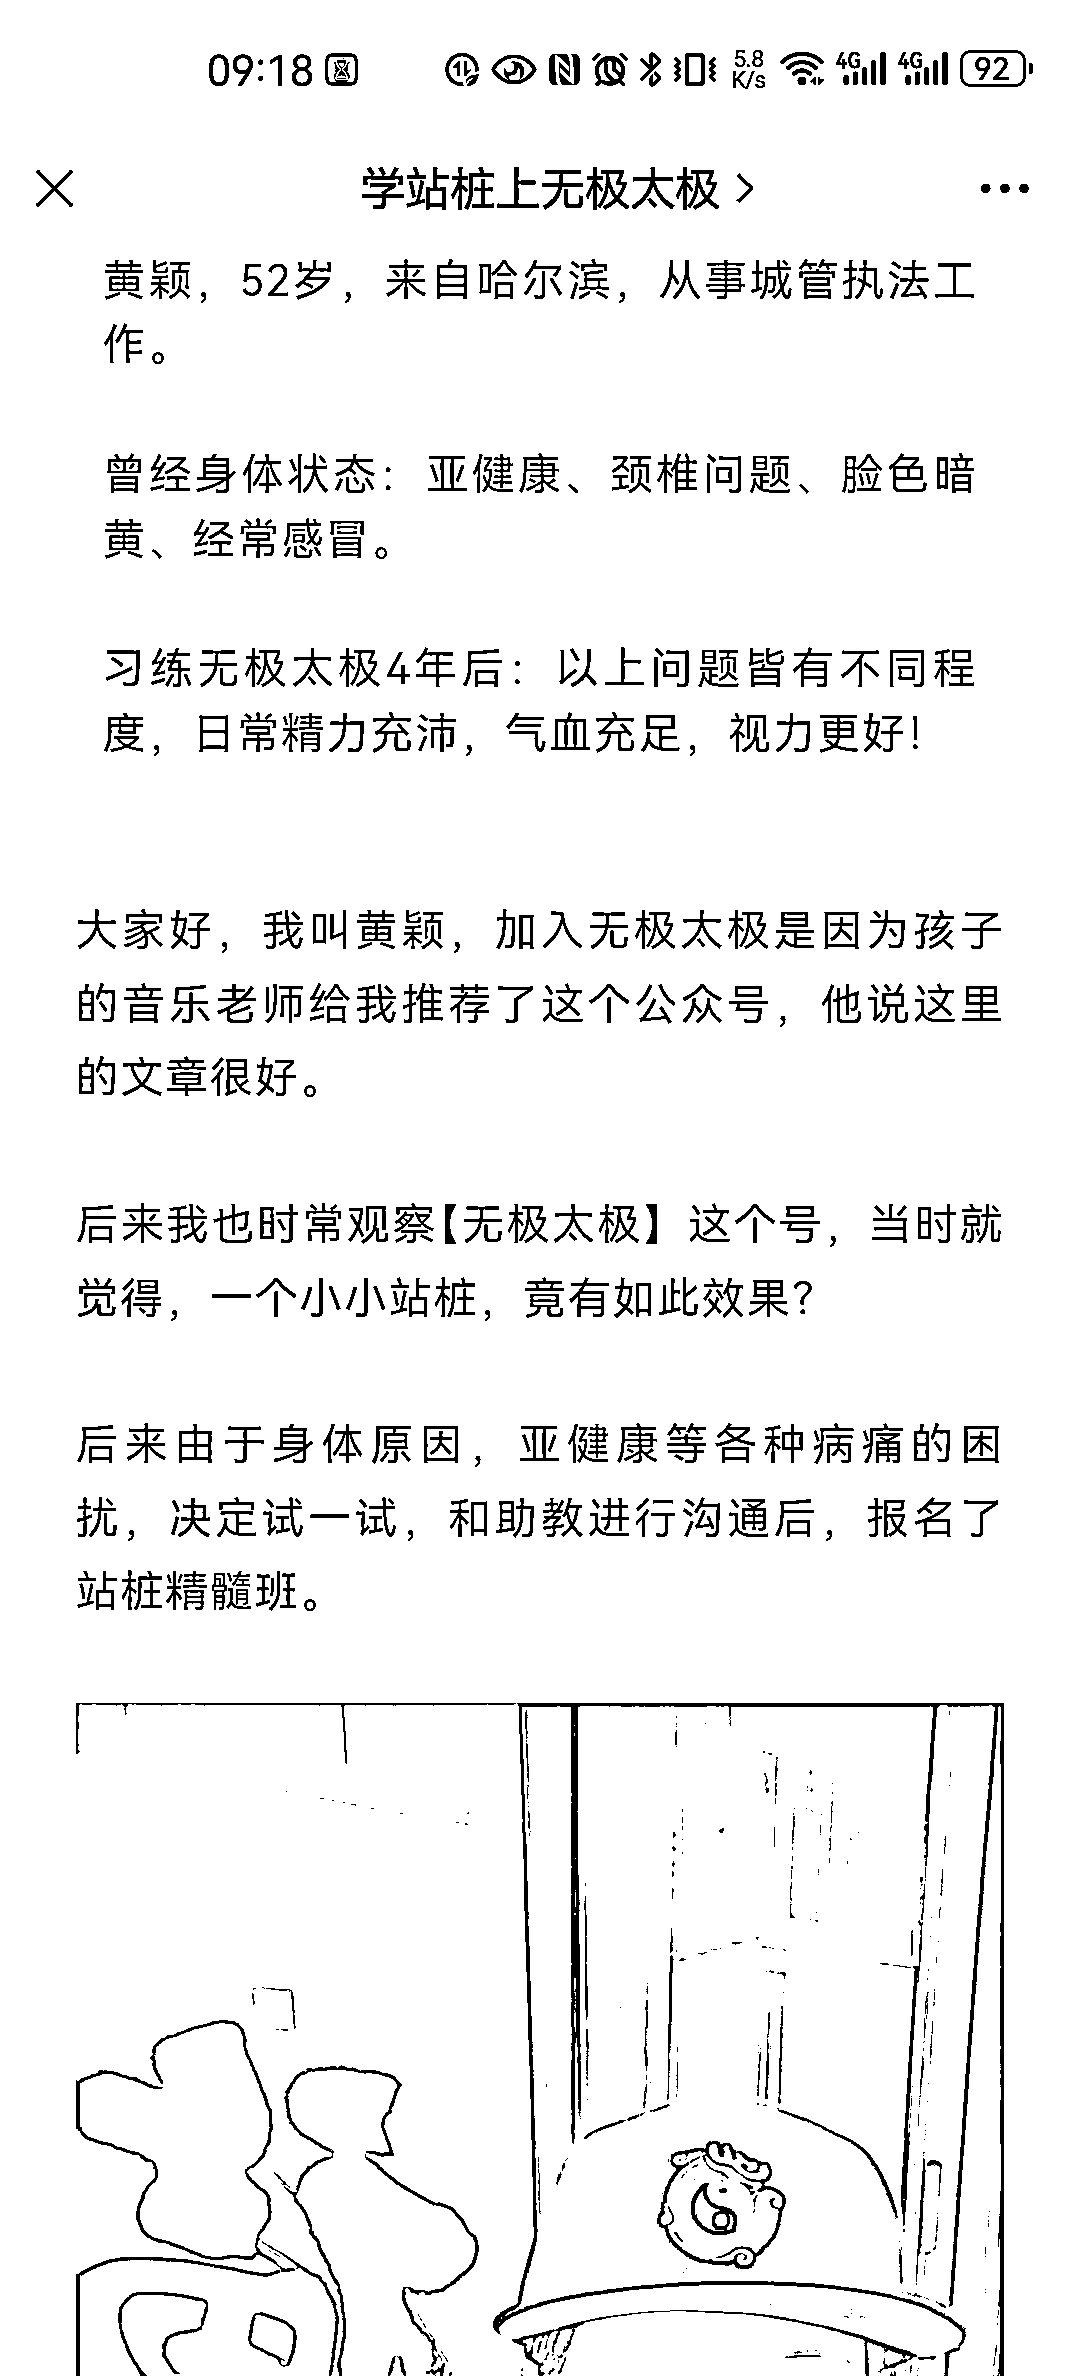 09:18 5.8 K/s 4G 4G 92
学站桩上无极太极
黄颖，52岁，来自哈尔滨，从事城管执法工
作。
曾经身体状态：亚健康、颈椎问题、脸色暗
黄、经常感冒。
习练无极太极4年后：以上问题皆有不同程
度，日常精力充沛，气血充足，视力更好！
大家好，我叫黄颖，加入无极太极是因为孩子
的音乐老师给我推荐了这个公众号，他说这里
的文章很好。
后来我也时常观察【无极太极】这个号，当时就
觉得，一个小小站桩，竟有如此效果？
后来由于身体原因，亚健康等各种病痛的困
扰，决定试一试，和助教进行沟通后，报名了
站桩精髓班。